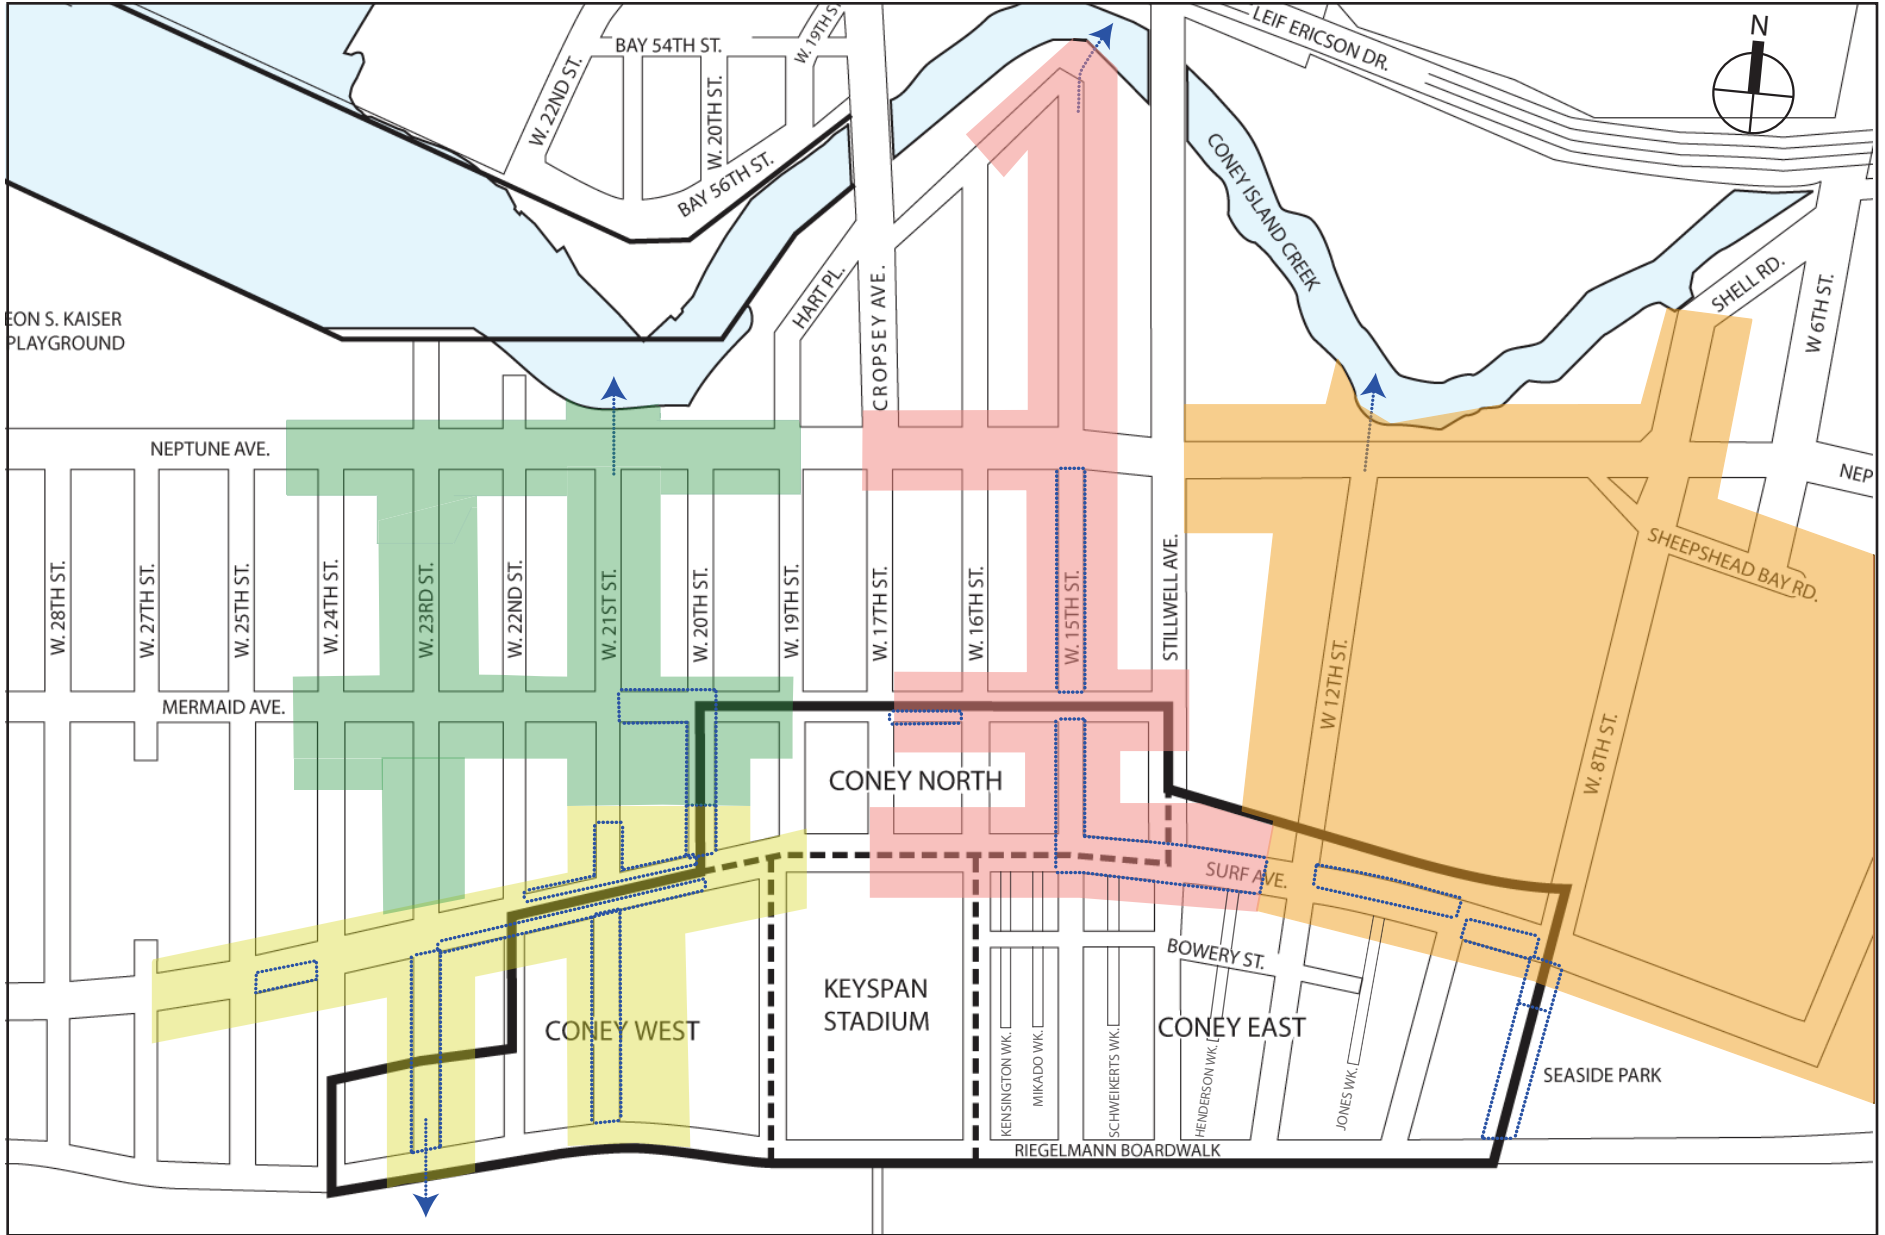 BAY 54TH ST.
W. 19TH ST
LEIF ERICSON DR.
N
W. 22ND ST.
W. 20TH ST.
BAY 56TH ST.
CONEY ISLAND CREEK
HART PL.
CROPSEY AVE.
SHELL RD.
W. 6TH ST.
EON S. KAISER
PLAYGROUND
NEPTUNE AVE.
NEP
SHEEPSHEAD BAY RD.
W. 28TH ST.
W. 27TH ST.
W. 25TH ST.
W. 24TH ST.
W. 23RD ST.
W. 22ND ST.
W. 21ST ST.
W. 20TH ST.
W. 19TH ST.
W. 17TH ST.
W. 16TH ST.
W. 15TH ST.
STILLWELL AVE.
W 12TH ST.
W. 8TH ST.
MERMAID AVE.
CONEY NORTH
SURF AVE.
BOWERY ST.
KEYSPAN
STADIUM
CONEY WEST
CONEY EAST
KENSINGTON WK.
MIKADO WK.
SCHWEIKERTS WK.
HENDERSON WK.
JONES WK.
SEASIDE PARK
RIEGELMANN BOARDWALK